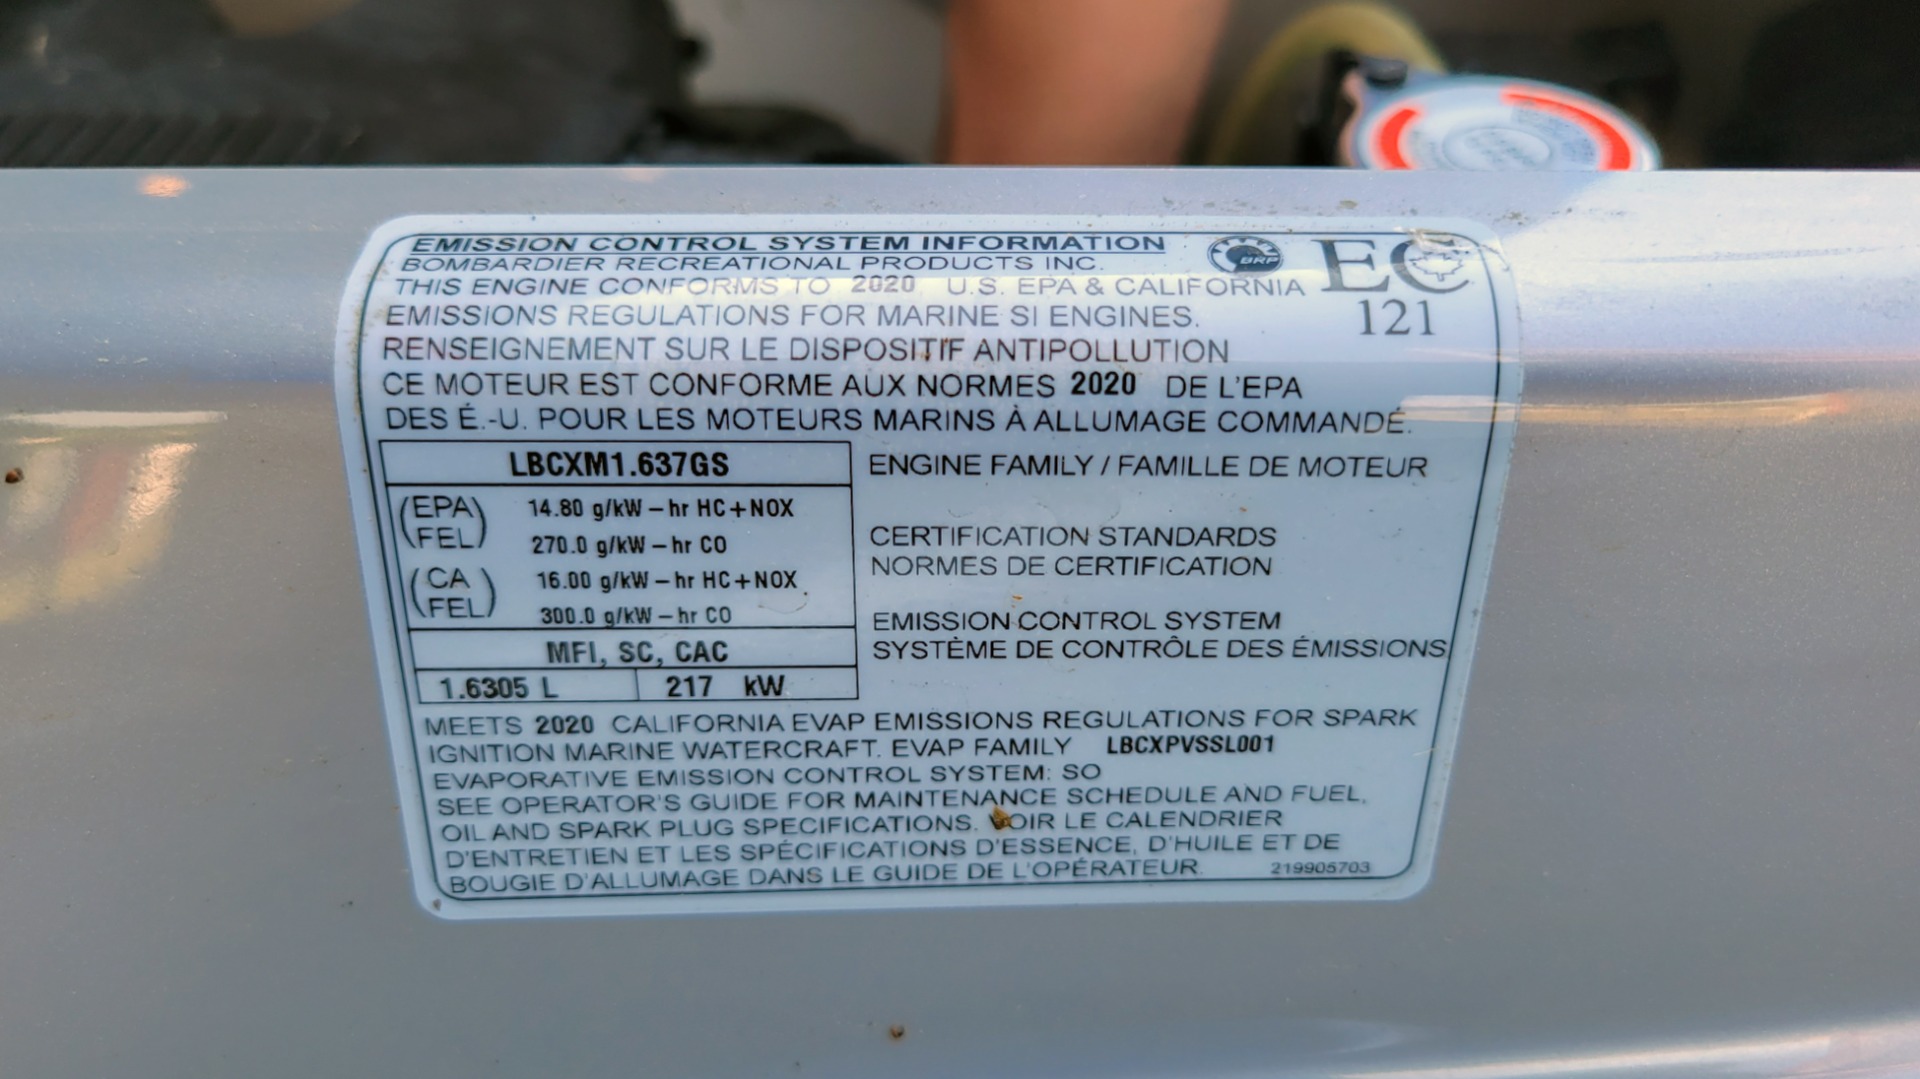 EMISSION CONTROL SYSTEM INFORMATION
BOMBARDIER RECREATIONAL PRODUCTS INC.
BRP
EC
121
THIS ENGINE CONFORMS TO 2020 U.S. EPA & CALIFORNIA
EMISSIONS REGULATIONS FOR MARINE SI ENGINES.
RENSEIGNEMENT SUR LE DISPOSITIF ANTIPOLLUTION
CE MOTEUR EST CONFORME AUX NORMES 2020 DE L'EPA
DES É.-U. POUR LES MOTEURS MARINS À ALLUMAGE COMMANDÉ.
LBCXM1.637GS ENGINE FAMILY / FAMILLE DE MOTEUR
(EPA FEL) 14.80 g/kW – hr HC+NOX
270.0 g/kW – hr CO
(CA FEL) 16.00 g/kW – hr HC+NOX
300.0 g/kW – hr CO
CERTIFICATION STANDARDS
NORMES DE CERTIFICATION
MFI, SC, CAC
1.6305 L 217 kW
EMISSION CONTROL SYSTEM
SYSTÈME DE CONTRÔLE DES ÉMISSIONS
MEETS 2020 CALIFORNIA EVAP EMISSIONS REGULATIONS FOR SPARK
IGNITION MARINE WATERCRAFT. EVAP FAMILY LBCXPVSSL001
EVAPORATIVE EMISSION CONTROL SYSTEM: SO
SEE OPERATOR'S GUIDE FOR MAINTENANCE SCHEDULE AND FUEL,
OIL AND SPARK PLUG SPECIFICATIONS. VOIR LE CALENDRIER
D'ENTRETIEN ET LES SPÉCIFICATIONS D'ESSENCE, D'HUILE ET DE
BOUGIE D'ALLUMAGE DANS LE GUIDE DE L'OPÉRATEUR.
219905703